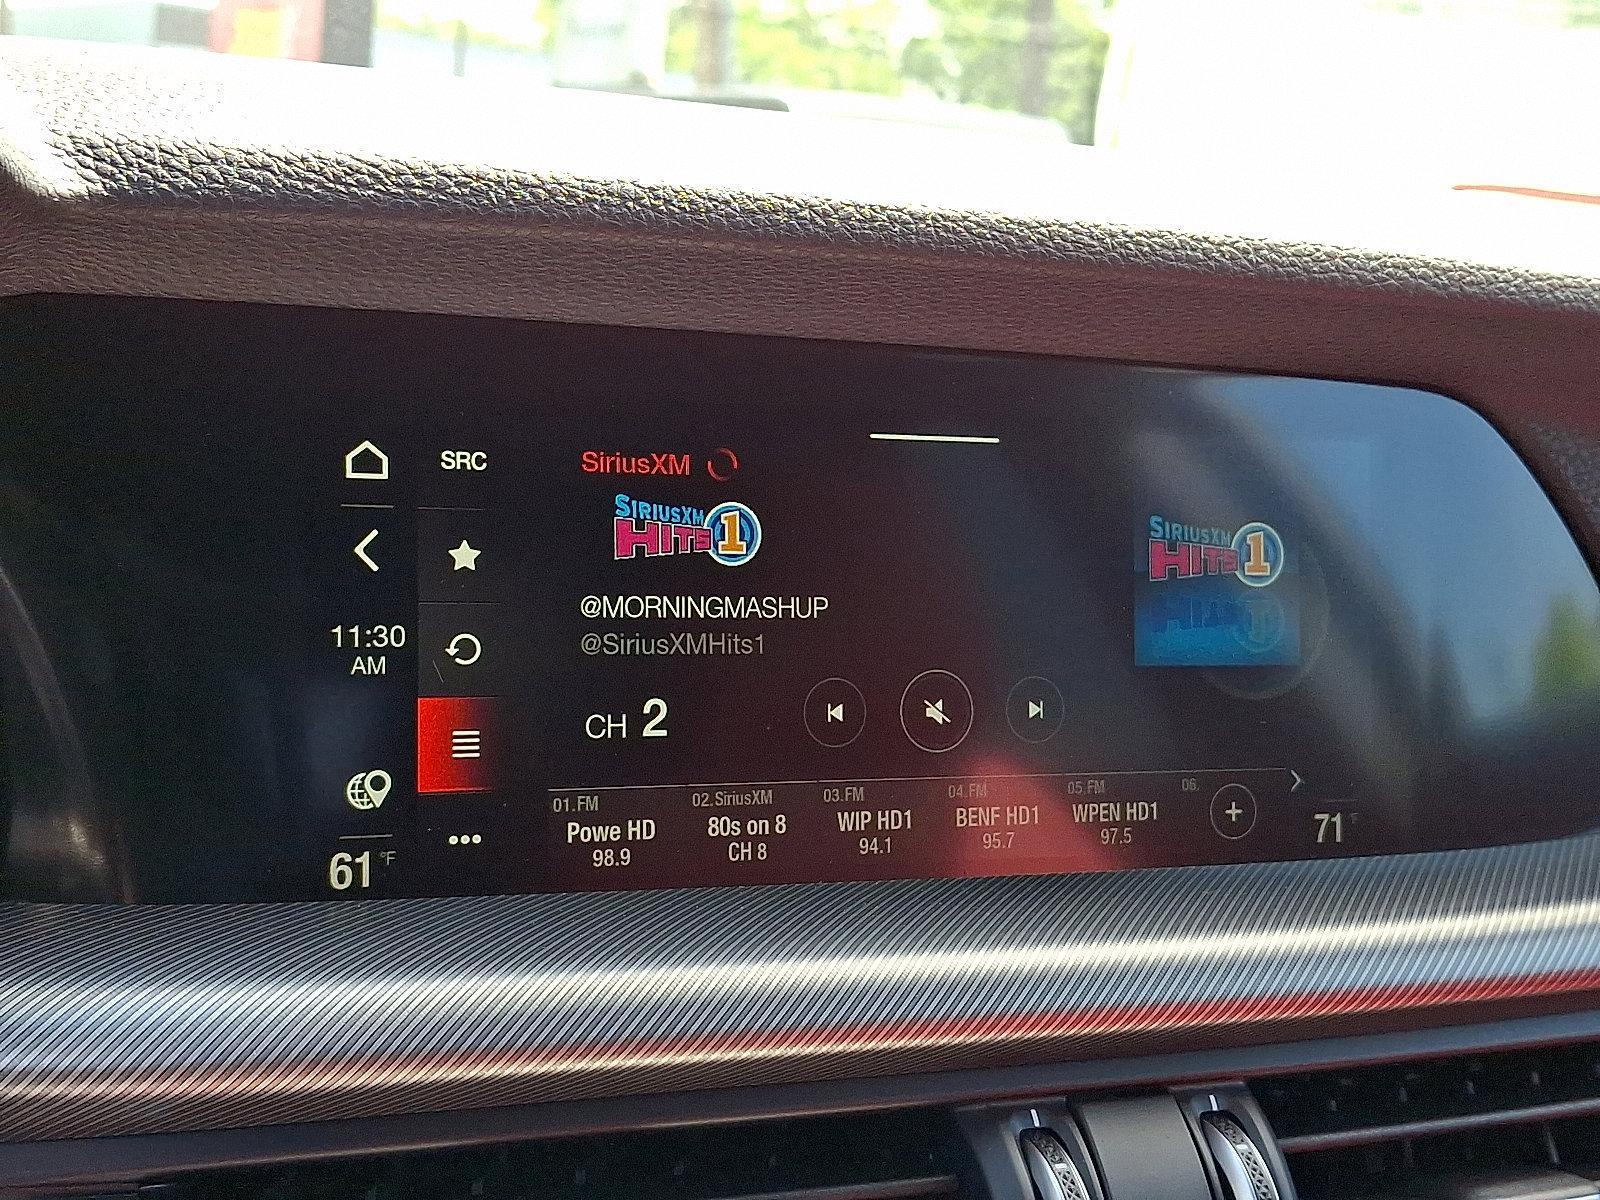 SRC
SiriusXM
SIRIUSXM
HITS 1
SIRIUSXM
HITS 1
@MORNINGMASHUP
@SiriusXMHits1
11:30
AM
CH 2
01.FM
Powe HD
98.9
02.SiriusXM
80s on 8
CH 8
03.FM
WIP HD1
94.1
04.FM
BENF HD1
95.7
05.FM
WPEN HD1
97.5
06.
61 °F
71 °F